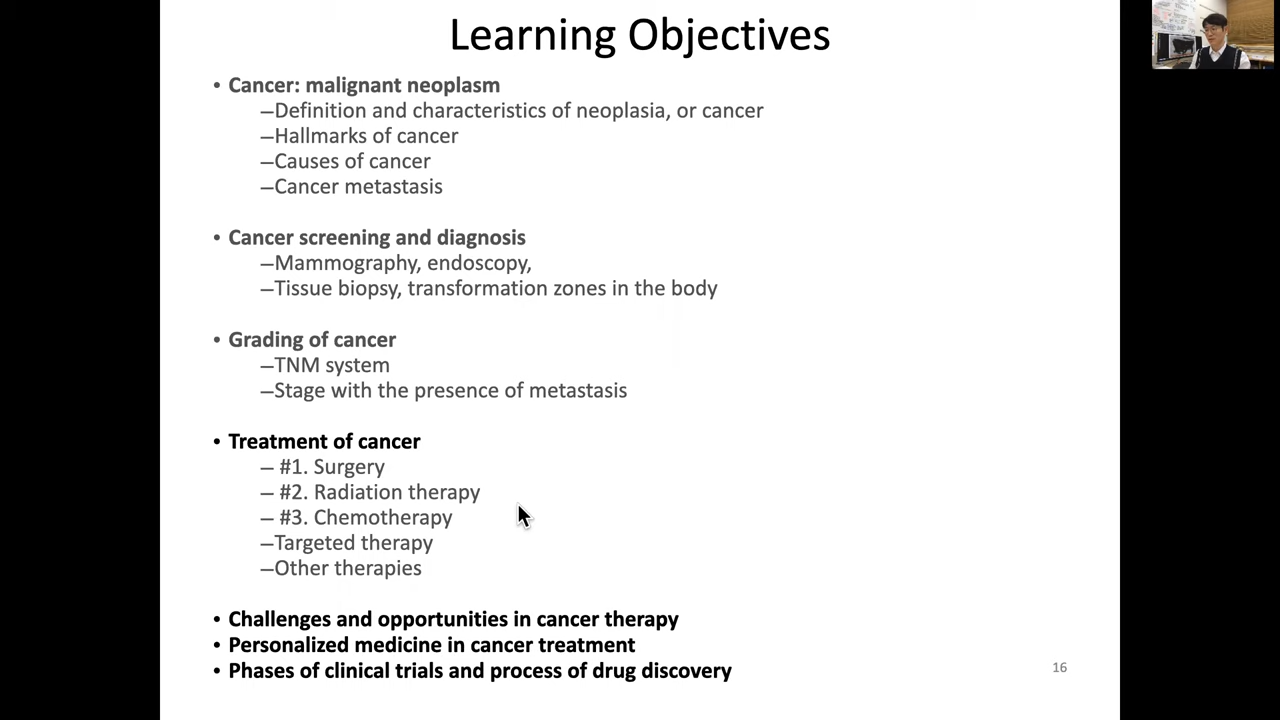 Learning Objectives
• Cancer: malignant neoplasm
–Definition and characteristics of neoplasia, or cancer
–Hallmarks of cancer
–Causes of cancer
–Cancer metastasis
• Cancer screening and diagnosis
–Mammography, endoscopy,
–Tissue biopsy, transformation zones in the body
• Grading of cancer
–TNM system
–Stage with the presence of metastasis
• Treatment of cancer
– #1. Surgery
– #2. Radiation therapy
– #3. Chemotherapy
–Targeted therapy
–Other therapies
• Challenges and opportunities in cancer therapy
• Personalized medicine in cancer treatment
• Phases of clinical trials and process of drug discovery
16